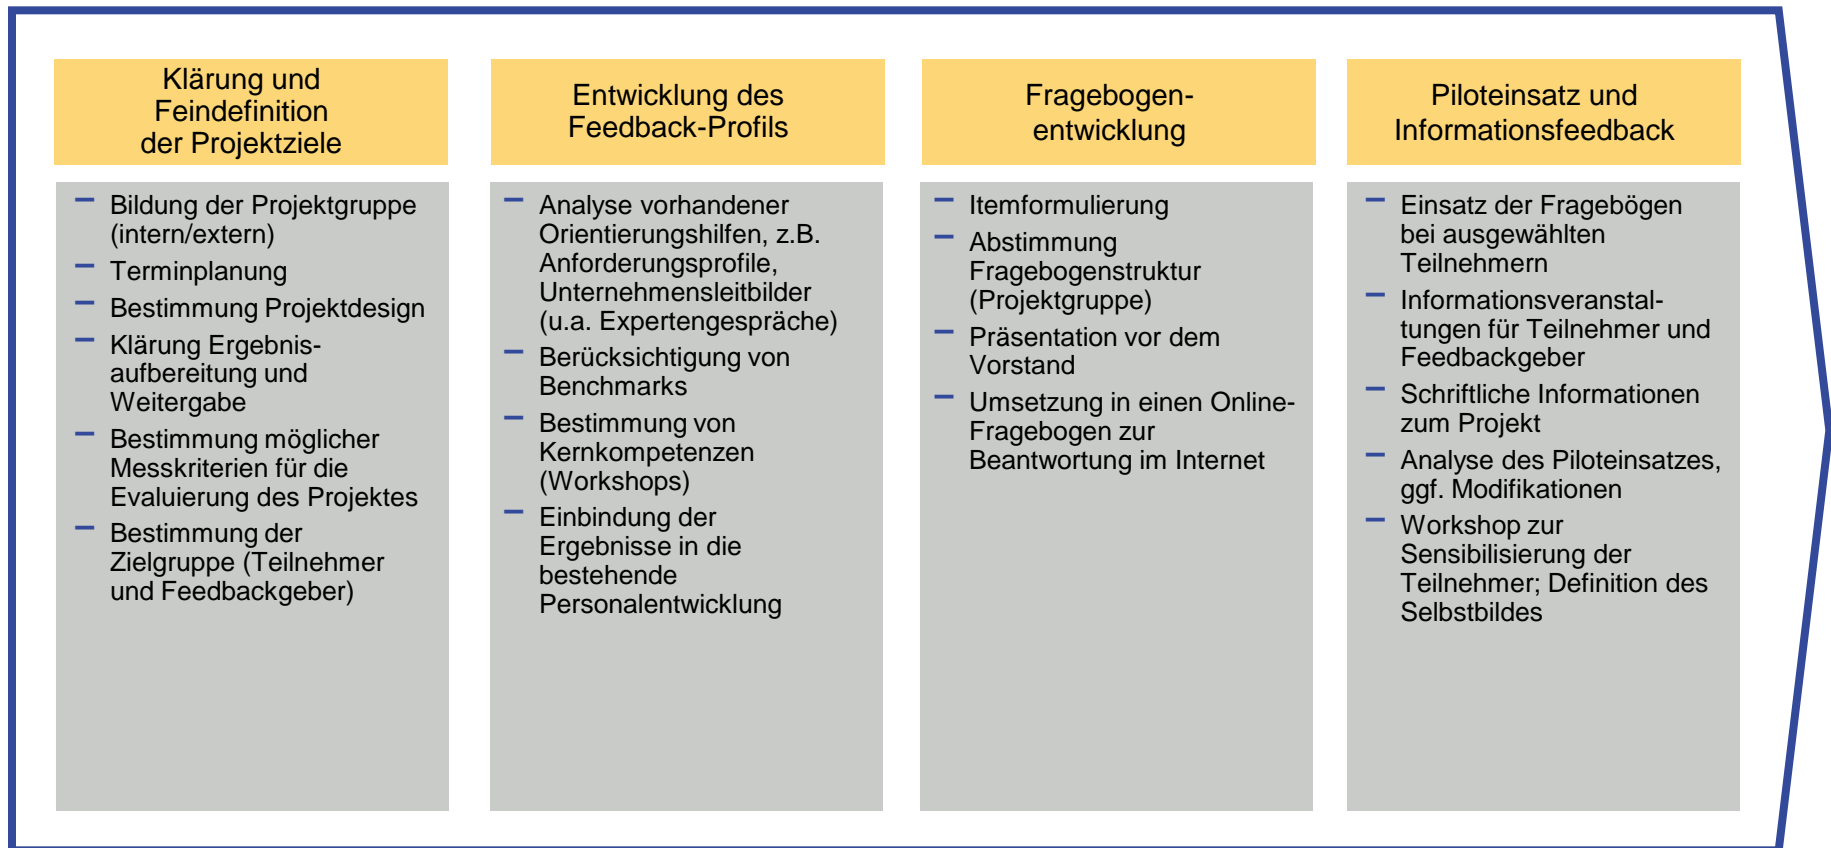 Klärung und
Feindefinition
der Projektziele
– Bildung der Projektgruppe
(intern/extern)
– Terminplanung
– Bestimmung Projektdesign
– Klärung Ergebnis-
aufbereitung und
Weitergabe
– Bestimmung möglicher
Messkriterien für die
Evaluierung des Projektes
– Bestimmung der
Zielgruppe (Teilnehmer
und Feedbackgeber)
Entwicklung des
Feedback-Profils
– Analyse vorhandener
Orientierungshilfen, z.B.
Anforderungsprofile,
Unternehmensleitbilder
(u.a. Expertengespräche)
– Berücksichtigung von
Benchmarks
– Bestimmung von
Kernkompetenzen
(Workshops)
– Einbindung der
Ergebnisse in die
bestehende
Personalentwicklung
Fragebogen-
entwicklung
– Itemformulierung
– Abstimmung
Fragebogenstruktur
(Projektgruppe)
– Präsentation vor dem
Vorstand
– Umsetzung in einen Online-
Fragebogen zur
Beantwortung im Internet
Piloteinsatz und
Informationsfeedback
– Einsatz der Fragebögen
bei ausgewählten
Teilnehmern
– Informationsveranstal-
tungen für Teilnehmer und
Feedbackgeber
– Schriftliche Informationen
zum Projekt
– Analyse des Piloteinsatzes,
ggf. Modifikationen
– Workshop zur
Sensibilisierung der
Teilnehmer; Definition des
Selbstbildes